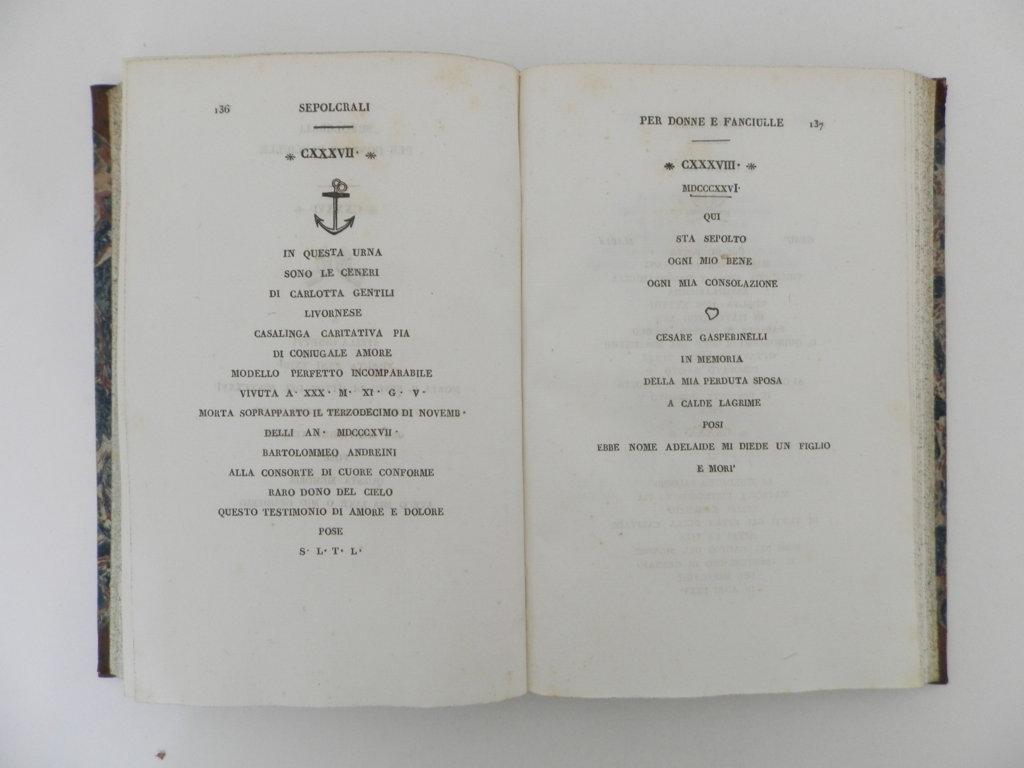 136 SEPOLCRALI
* CXXXVII· *
IN QUESTA URNA
SONO LE CENERI
DI CARLOTTA GENTILI
LIVORNESE
CASALINGA CARITATIVA PIA
DI CONIUGALE AMORE
MODELLO PERFETTO INCOMPARABILE
VIVUTA A· XXX· M· XI· G· V·
MORTA SOPRAPPARTO IL TERZODECIMO DI NOVEMB·
DELLI AN· MDCCCXVII·
BARTOLOMMEO ANDREINI
ALLA CONSORTE DI CUORE CONFORME
RARO DONO DEL CIELO
QUESTO TESTIMONIO DI AMORE E DOLORE
POSE
S· L· T· L·
PER DONNE E FANCIULLE 137
* CXXXVIII· *
MDCCCXXVI·
QUI
STA SEPOLTO
OGNI MIO BENE
OGNI MIA CONSOLAZIONE
CESARE GASPERINELLI
IN MEMORIA
DELLA MIA PERDUTA SPOSA
A CALDE LAGRIME
POSI
EBBE NOME ADELAIDE MI DIEDE UN FIGLIO
E MORI'